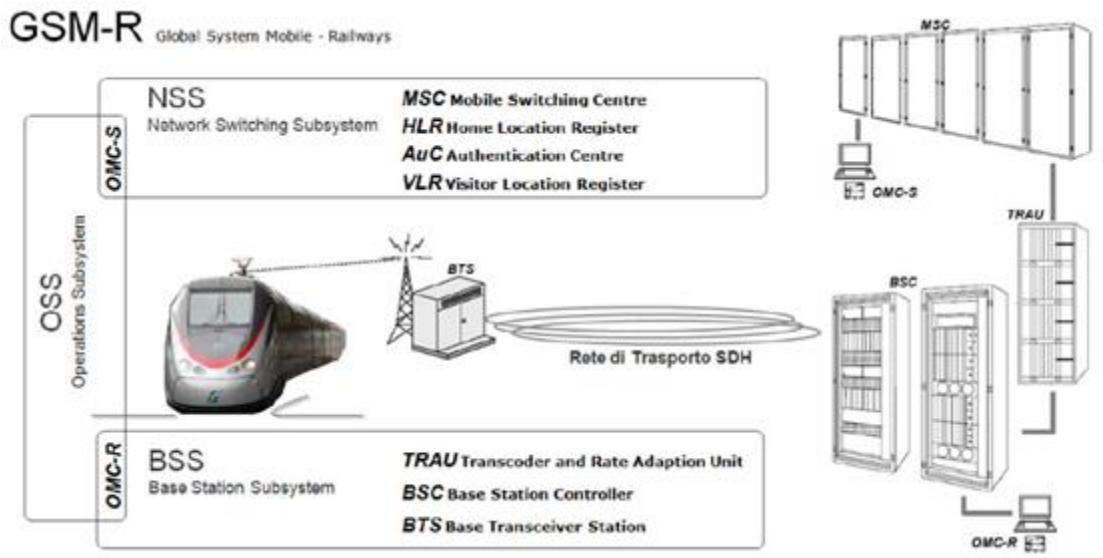 GSM-R Global System Mobile - Railways
NSS
Network Switching Subsystem
MSC Mobile Switching Centre
HLR Home Location Register
AuC Authentication Centre
VLR Visitor Location Register
OMC-S
OSS
Operations Subsystem
OMC-R
BSS
Base Station Subsystem
TRAU Transcoder and Rate Adaption Unit
BSC Base Station Controller
BTS Base Transceiver Station
BTS
Rete di Trasporto SDH
MSC
OMC-S
TRAU
BSC
OMC-R